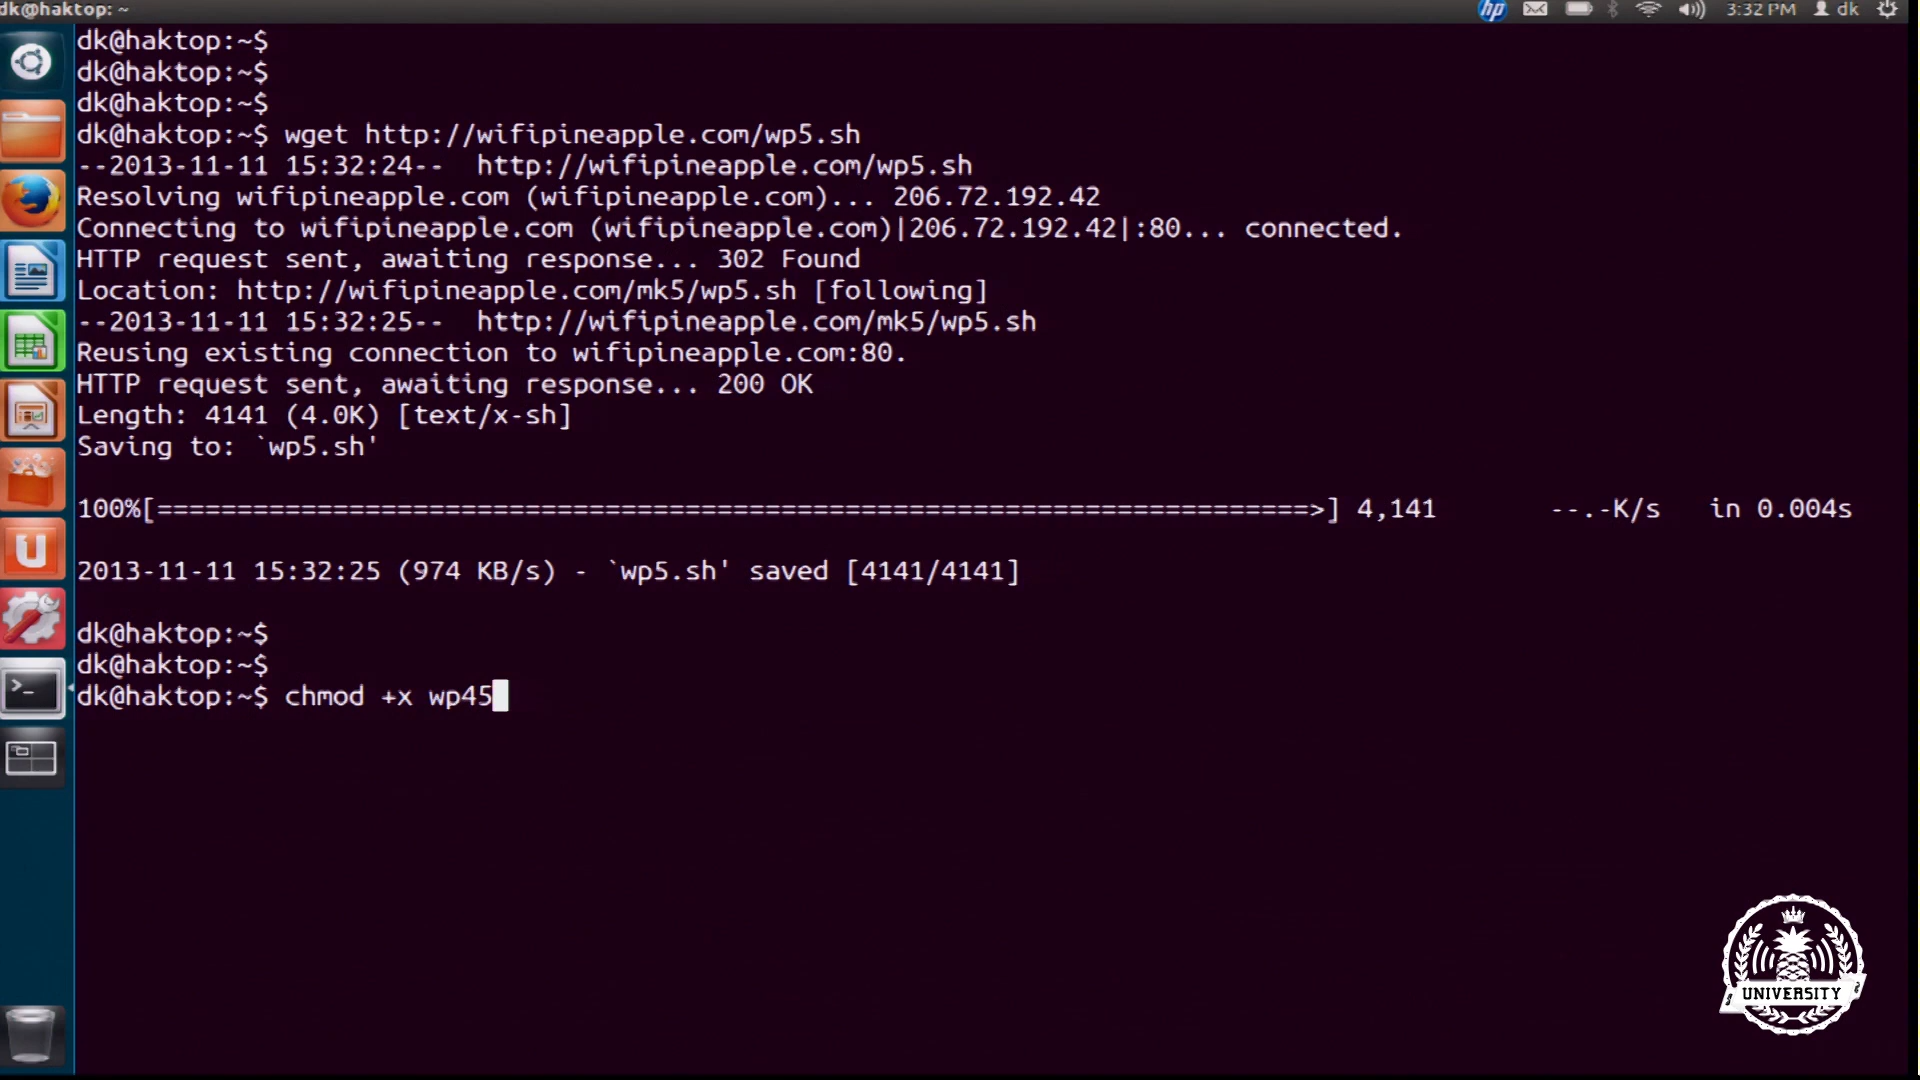 dk@haktop: ~
hp 3:32 PM dk
dk@haktop:~$
dk@haktop:~$
dk@haktop:~$
dk@haktop:~$ wget http://wifipineapple.com/wp5.sh
--2013-11-11 15:32:24--  http://wifipineapple.com/wp5.sh
Resolving wifipineapple.com (wifipineapple.com)... 206.72.192.42
Connecting to wifipineapple.com (wifipineapple.com)|206.72.192.42|:80... connected.
HTTP request sent, awaiting response... 302 Found
Location: http://wifipineapple.com/mk5/wp5.sh [following]
--2013-11-11 15:32:25--  http://wifipineapple.com/mk5/wp5.sh
Reusing existing connection to wifipineapple.com:80.
HTTP request sent, awaiting response... 200 OK
Length: 4141 (4.0K) [text/x-sh]
Saving to: `wp5.sh'
100%[========================================================================>] 4,141       --.-K/s   in 0.004s
2013-11-11 15:32:25 (974 KB/s) - `wp5.sh' saved [4141/4141]
dk@haktop:~$
dk@haktop:~$
dk@haktop:~$ chmod +x wp45
UNIVERSITY